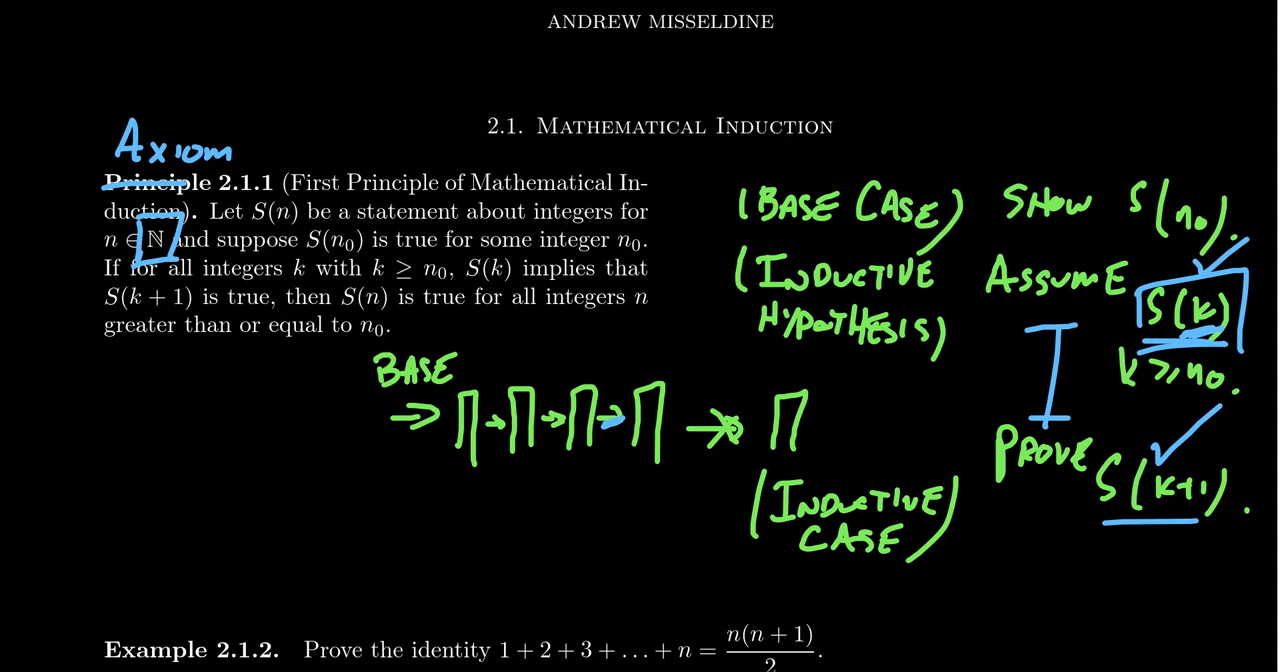 ANDREW MISSELDINE
2.1. MATHEMATICAL INDUCTION
Axiom
Principle 2.1.1 (First Principle of Mathematical In-
duction). Let S(n) be a statement about integers for
n ∈ ℕ and suppose S(n₀) is true for some integer n₀.
If for all integers k with k ≥ n₀, S(k) implies that
S(k + 1) is true, then S(n) is true for all integers n
greater than or equal to n₀.
(BASE CASE) SHOW S(n₀).
(INDUCTIVE HYPOTHESIS) ASSUME S(k)
k ≥ n₀.
BASE
(INDUCTIVE CASE) PROVE S(k+1).
Example 2.1.2. Prove the identity 1 + 2 + 3 + … + n = n(n + 1)/2.